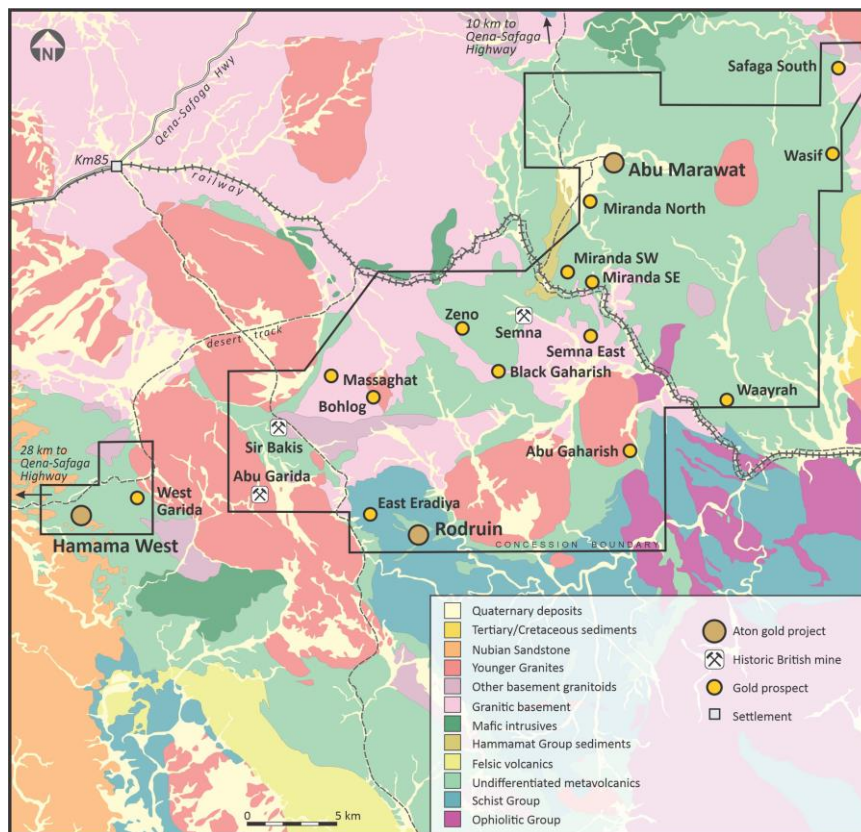 10 km to
Qena-Safaga
Highway
N
Qena-Safaga Hwy
Km85
railway
Safaga South
Wasif
Abu Marawat
Miranda North
Miranda SW
Miranda SE
Zeno
Semna
Semna East
desert track
Black Gaharish
Massaghat
Bohlog
Waayrah
Sir Bakis
28 km to
Qena-Safaga
Highway
Abu Gaharish
Abu Garida
West
Garida
East Eradiya
Hamama West
Rodruin
CONCESSION BOUNDARY
Quaternary deposits
Tertiary/Cretaceous sediments
Nubian Sandstone
Younger Granites
Other basement granitoids
Granitic basement
Mafic intrusives
Hammamat Group sediments
Felsic volcanics
Undifferentiated metavolcanics
Schist Group
Ophiolitic Group
Aton gold project
Historic British mine
Gold prospect
Settlement
0 5 km